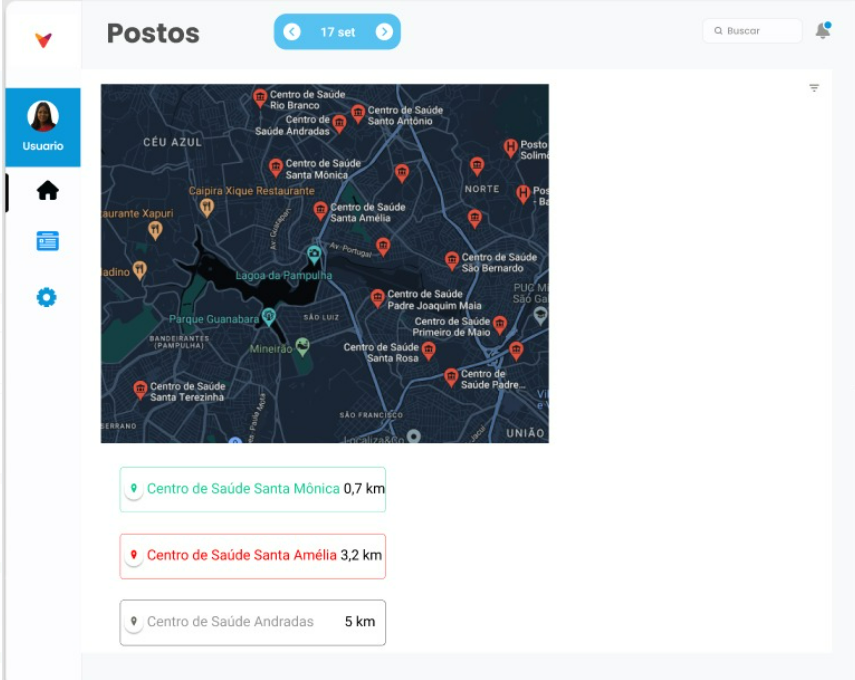 Postos
17 set
Buscar
Usuario
Centro de Saúde
Rio Branco
Centro de Saúde
Santo Antônio
Centro de
Saúde Andradas
CÉU AZUL
Posto
Centro de Saúde
Santa Mônica
Caipira Xique Restaurante
NORTE
Centro de Saúde
Santa Amélia
aurante Xapuri
Av. Portugal
Centro de Saúde
São Bernardo
ladino
Lagoa da Pampulha
PUC Mi
São Ga
Centro de Saúde
Padre Joaquim Maia
Parque Guanabara
SÃO LUIZ
Centro de Saúde
Primeiro de Maio
BANDEIRANTES
(PAMPULHA)
Mineirão
Centro de Saúde
Santa Rosa
Centro de
Saúde Padre...
Centro de Saúde
Santa Terezinha
SÃO FRANCISCO
SERRANO
Localiza&Co
UNIÃO
Centro de Saúde Santa Mônica 0,7 km
Centro de Saúde Santa Amélia 3,2 km
Centro de Saúde Andradas 5 km